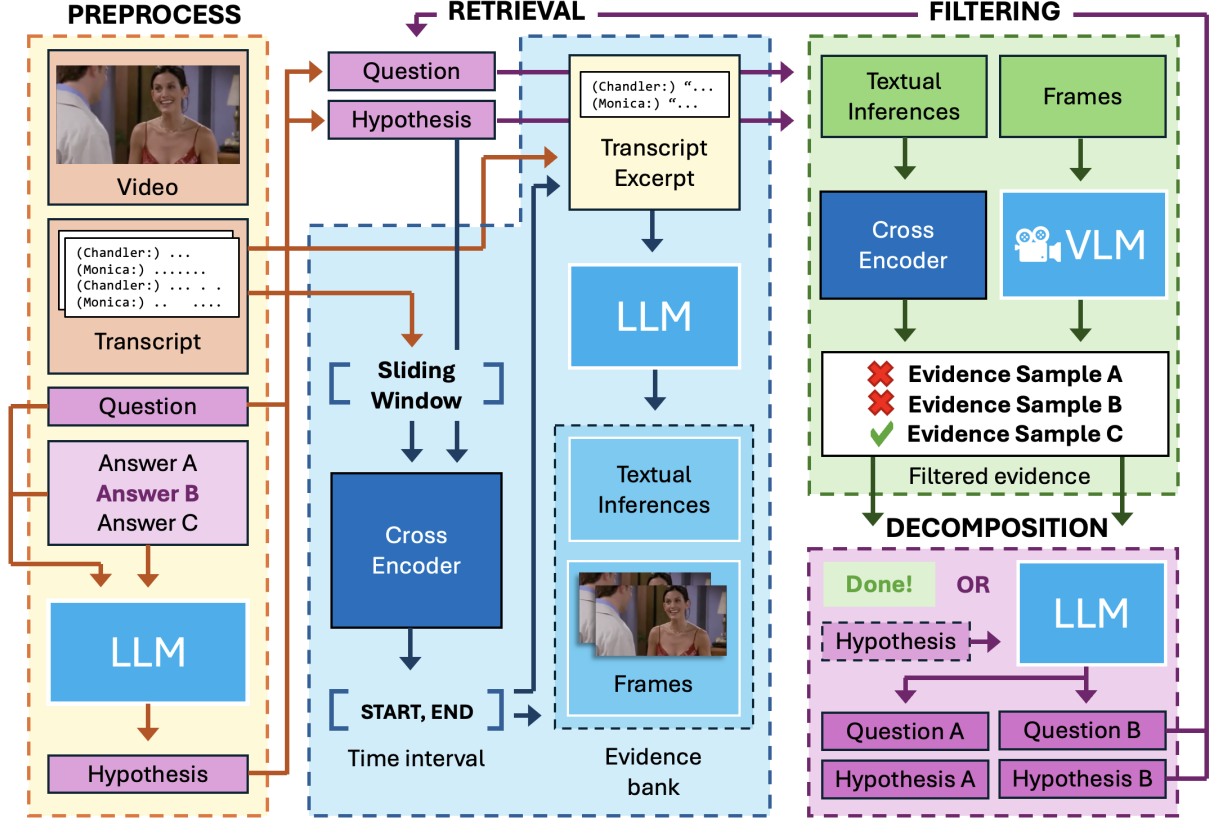 PREPROCESS
Video
(Chandler:) ...
(Monica:) .......
(Chandler:) ... . .
(Monica:) ..   ....
Transcript
Question
Answer A
Answer B
Answer C
LLM
Hypothesis
RETRIEVAL
Question
Hypothesis
Sliding
Window
Cross
Encoder
START, END
Time interval
(Chandler:) “...
(Monica:) “...
Transcript
Excerpt
LLM
Textual
Inferences
Frames
Evidence
bank
FILTERING
Textual
Inferences
Frames
Cross
Encoder
VLM
Evidence Sample A
Evidence Sample B
Evidence Sample C
Filtered evidence
DECOMPOSITION
Done!
OR
Hypothesis
LLM
Question A
Question B
Hypothesis A
Hypothesis B